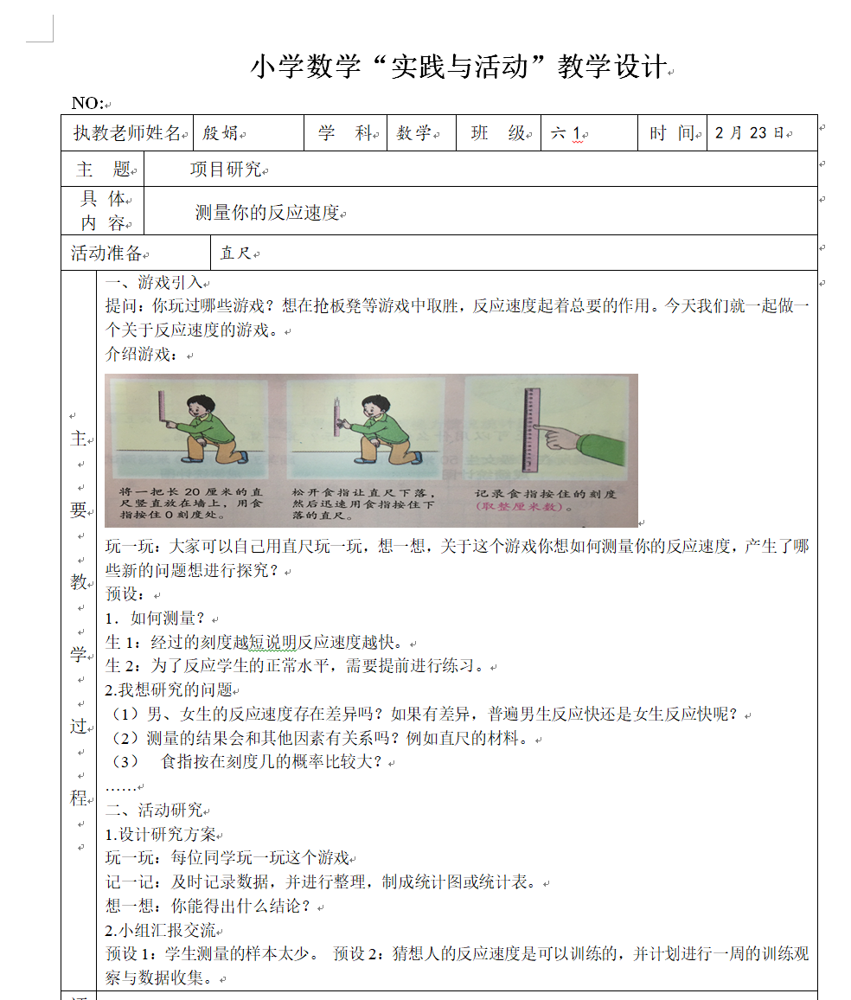 小学数学“实践与活动”教学设计
NO:
执教老师姓名 殷娟 学 科 数学 班 级 六1 时 间 2月23日
主 题 项目研究
具 体
内 容 测量你的反应速度
活动准备 直尺
主
要
教
学
过
程
一、游戏引入
提问：你玩过哪些游戏？想在抢板凳等游戏中取胜，反应速度起着总要的作用。今天我们就一起做一
个关于反应速度的游戏。
介绍游戏：
将一把长20厘米的直
尺竖直放在墙上，用食
指按住0刻度处。
松开食指让直尺下落，
然后迅速用食指按住下
落的直尺。
记录食指按住的刻度
(取整厘米数)。
玩一玩：大家可以自己用直尺玩一玩，想一想，关于这个游戏你想如何测量你的反应速度，产生了哪
些新的问题想进行探究？
预设：
1．如何测量？
生1：经过的刻度越短说明反应速度越快。
生2：为了反应学生的正常水平，需要提前进行练习。
2.我想研究的问题
（1）男、女生的反应速度存在差异吗？如果有差异，普遍男生反应快还是女生反应快呢？
（2）测量的结果会和其他因素有关系吗？例如直尺的材料。
（3） 食指按在刻度几的概率比较大？
……
二、活动研究
1.设计研究方案
玩一玩：每位同学玩一玩这个游戏
记一记：及时记录数据，并进行整理，制成统计图或统计表。
想一想：你能得出什么结论？
2.小组汇报交流
预设1：学生测量的样本太少。 预设2：猜想人的反应速度是可以训练的，并计划进行一周的训练观
察与数据收集。